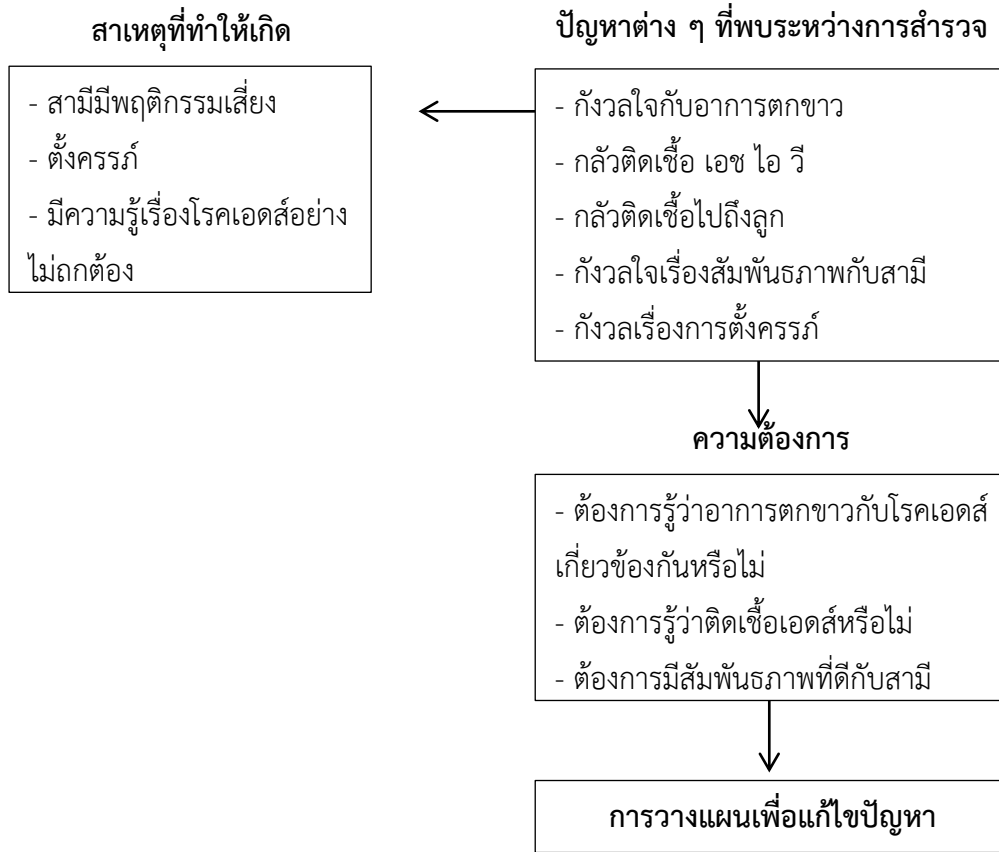 สาเหตุที่ทำให้เกิด
- สามีมีพฤติกรรมเสี่ยง
- ตั้งครรภ์
- มีความรู้เรื่องโรคเอดส์อย่าง
ไม่ถกต้อง
ปัญหาต่าง ๆ ที่พบระหว่างการสำรวจ
- กังวลใจกับอาการตกขาว
- กลัวติดเชื้อ เอช ไอ วี
- กลัวติดเชื้อไปถึงลูก
- กังวลใจเรื่องสัมพันธภาพกับสามี
- กังวลเรื่องการตั้งครรภ์
ความต้องการ
- ต้องการรู้ว่าอาการตกขาวกับโรคเอดส์
เกี่ยวข้องกันหรือไม่
- ต้องการรู้ว่าติดเชื้อเอดส์หรือไม่
- ต้องการมีสัมพันธภาพที่ดีกับสามี
การวางแผนเพื่อแก้ไขปัญหา